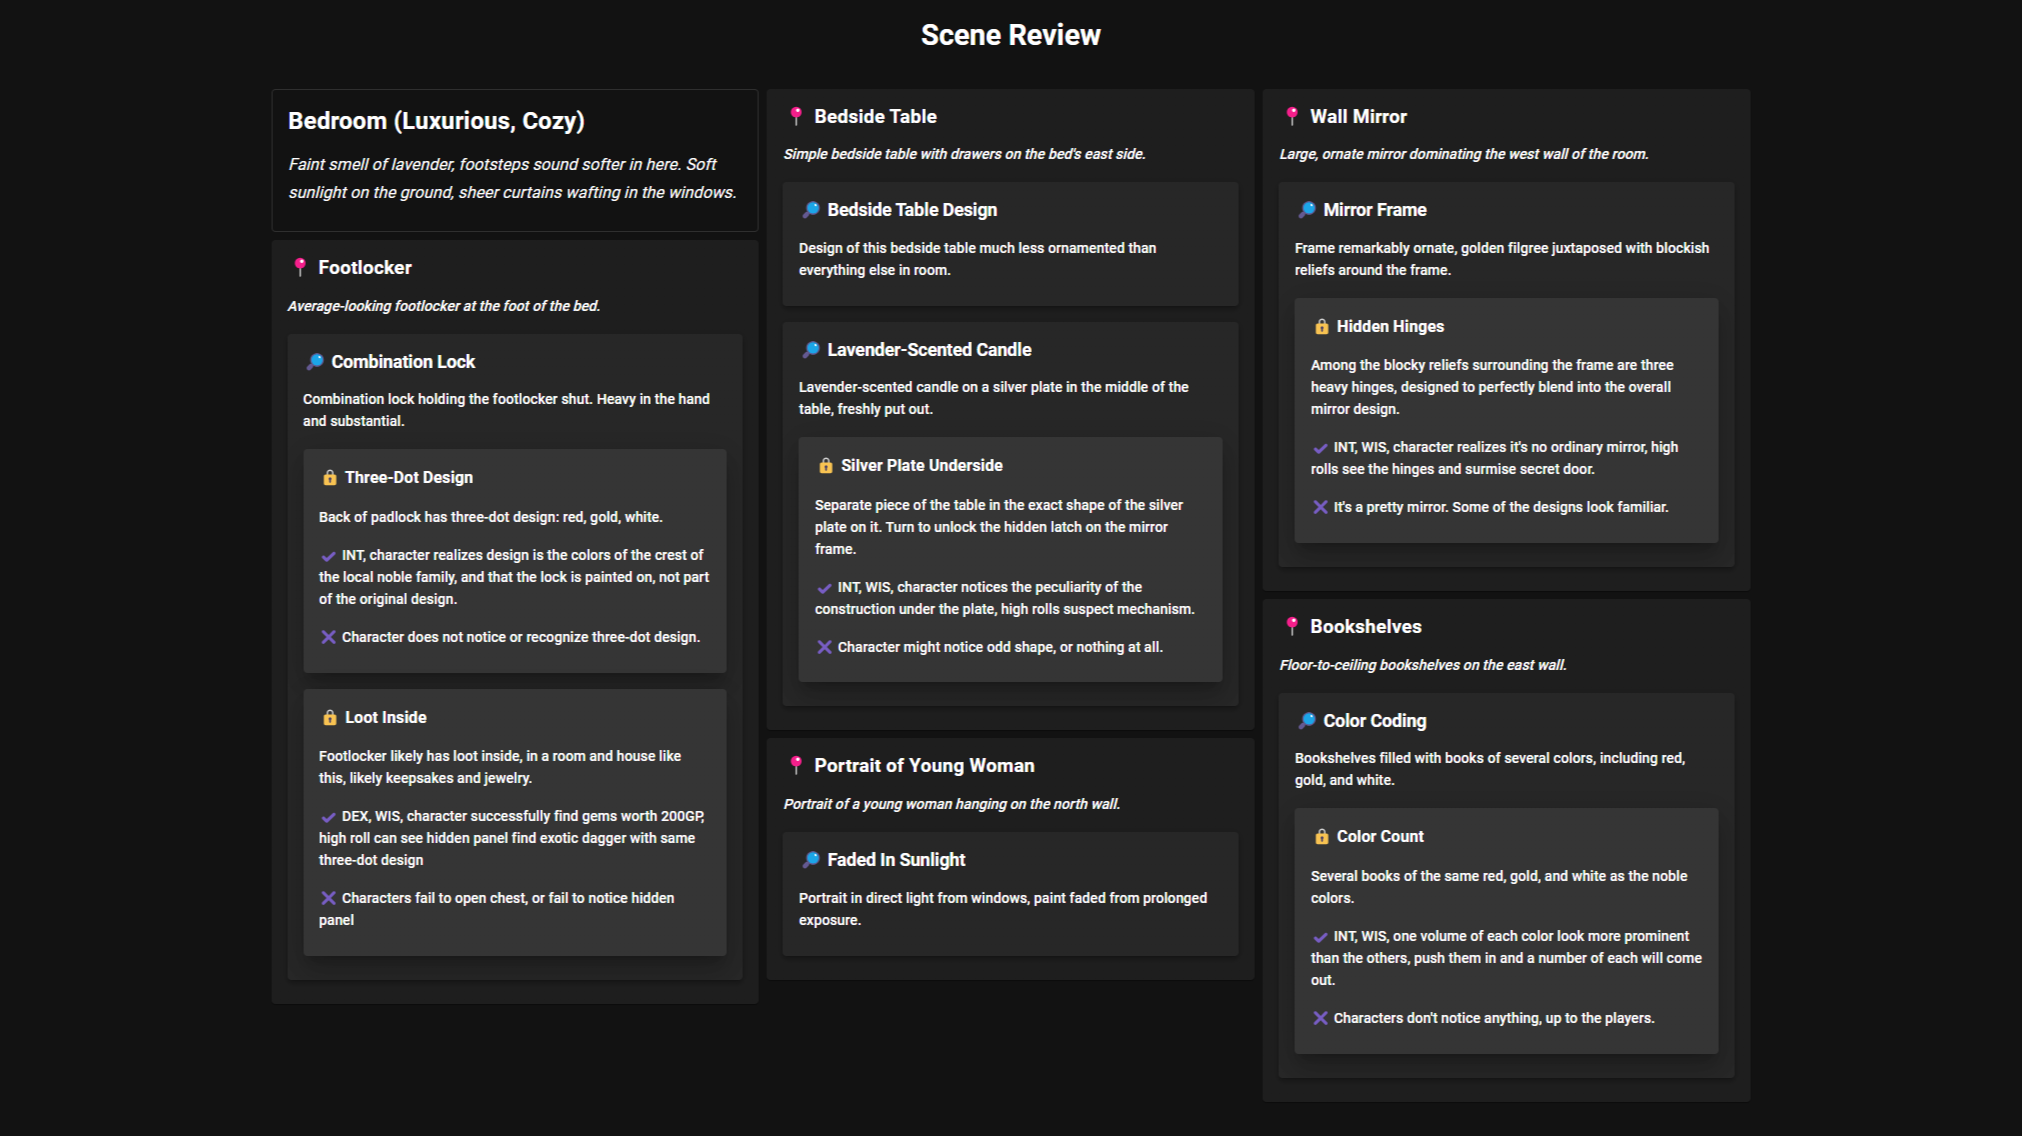 Scene Review
Bedroom (Luxurious, Cozy)
Faint smell of lavender, footsteps sound softer in here. Soft
sunlight on the ground, sheer curtains wafting in the windows.
Footlocker
Average-looking footlocker at the foot of the bed.
Combination Lock
Combination lock holding the footlocker shut. Heavy in the hand
and substantial.
Three-Dot Design
Back of padlock has three-dot design: red, gold, white.
INT, character realizes design is the colors of the crest of
the local noble family, and that the lock is painted on, not part
of the original design.
Character does not notice or recognize three-dot design.
Loot Inside
Footlocker likely has loot inside, in a room and house like
this, likely keepsakes and jewelry.
DEX, WIS, character successfully find gems worth 200GP,
high roll can see hidden panel find exotic dagger with same
three-dot design
Characters fail to open chest, or fail to notice hidden
panel
Bedside Table
Simple bedside table with drawers on the bed's east side.
Bedside Table Design
Design of this bedside table much less ornamented than
everything else in room.
Lavender-Scented Candle
Lavender-scented candle on a silver plate in the middle of the
table, freshly put out.
Silver Plate Underside
Separate piece of the table in the exact shape of the silver
plate on it. Turn to unlock the hidden latch on the mirror
frame.
INT, WIS, character notices the peculiarity of the
construction under the plate, high rolls suspect mechanism.
Character might notice odd shape, or nothing at all.
Portrait of Young Woman
Portrait of a young woman hanging on the north wall.
Faded In Sunlight
Portrait in direct light from windows, paint faded from prolonged
exposure.
Wall Mirror
Large, ornate mirror dominating the west wall of the room.
Mirror Frame
Frame remarkably ornate, golden filgree juxtaposed with blockish
reliefs around the frame.
Hidden Hinges
Among the blocky reliefs surrounding the frame are three
heavy hinges, designed to perfectly blend into the overall
mirror design.
INT, WIS, character realizes it's no ordinary mirror, high
rolls see the hinges and surmise secret door.
It's a pretty mirror. Some of the designs look familiar.
Bookshelves
Floor-to-ceiling bookshelves on the east wall.
Color Coding
Bookshelves filled with books of several colors, including red,
gold, and white.
Color Count
Several books of the same red, gold, and white as the noble
colors.
INT, WIS, one volume of each color look more prominent
than the others, push them in and a number of each will come
out.
Characters don't notice anything, up to the players.